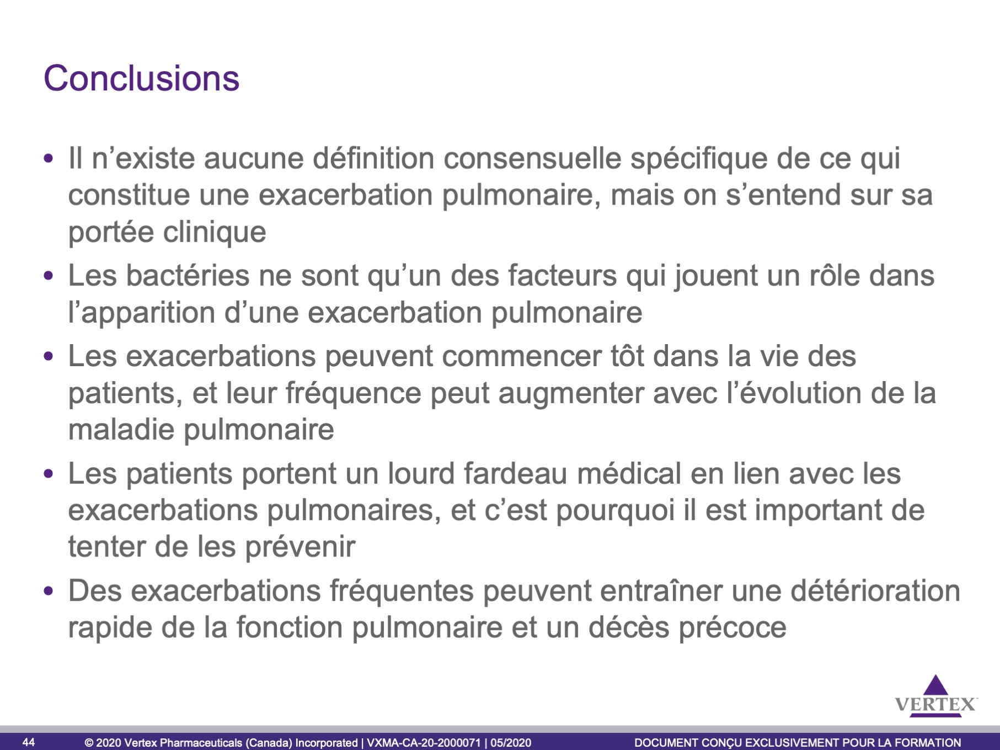 Conclusions
• Il n’existe aucune définition consensuelle spécifique de ce qui
constitue une exacerbation pulmonaire, mais on s’entend sur sa
portée clinique
• Les bactéries ne sont qu’un des facteurs qui jouent un rôle dans
l’apparition d’une exacerbation pulmonaire
• Les exacerbations peuvent commencer tôt dans la vie des
patients, et leur fréquence peut augmenter avec l’évolution de la
maladie pulmonaire
• Les patients portent un lourd fardeau médical en lien avec les
exacerbations pulmonaires, et c’est pourquoi il est important de
tenter de les prévenir
• Des exacerbations fréquentes peuvent entraîner une détérioration
rapide de la fonction pulmonaire et un décès précoce
VERTEX™
44 © 2020 Vertex Pharmaceuticals (Canada) Incorporated | VXMA-CA-20-2000071 | 05/2020 DOCUMENT CONÇU EXCLUSIVEMENT POUR LA FORMATION